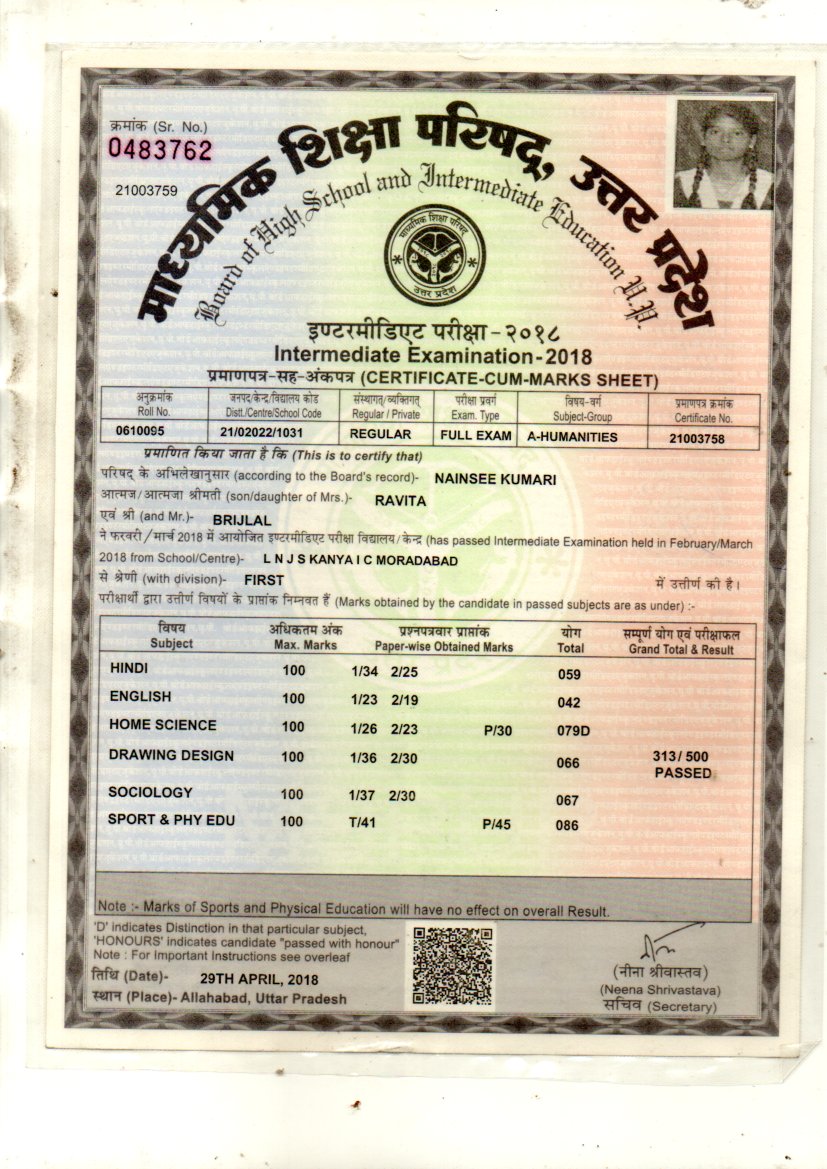 क्रमांक (Sr. No.)
0483762
21003759
माध्यमिक शिक्षा परिषद्, उत्तर प्रदेश
Board of High School and Intermediate Education U.P.
माध्यमिक शिक्षा परिषद्
उत्तर प्रदेश
इण्टरमीडिएट परीक्षा-२०१८
Intermediate Examination-2018
प्रमाणपत्र-सह-अंकपत्र (CERTIFICATE-CUM-MARKS SHEET)
अनुक्रमांक जनपद/केन्द्र/विद्यालय कोड संस्थागत/व्यक्तिगत परीक्षा प्रवर्ग विषय-वर्ग प्रमाणपत्र क्रमांक
Roll No. Distt./Centre/School Code Regular / Private Exam. Type Subject-Group Certificate No.
0610095 21/02022/1031 REGULAR FULL EXAM A-HUMANITIES 21003758
प्रमाणित किया जाता है कि (This is to certify that)
परिषद के अभिलेखानुसार (according to the Board's record)- NAINSEE KUMARI
आत्मज/आत्मजा श्रीमती (son/daughter of Mrs.)- RAVITA
एवं श्री (and Mr.)- BRIJLAL
ने फरवरी/मार्च 2018 में आयोजित इण्टरमीडिएट परीक्षा विद्यालय/केन्द्र (has passed Intermediate Examination held in February/March
2018 from School/Centre)- L N J S KANYA I C MORADABAD
से श्रेणी (with division)- FIRST में उत्तीर्ण की है।
परीक्षार्थी द्वारा उत्तीर्ण विषयों के प्राप्तांक निम्नवत हैं (Marks obtained by the candidate in passed subjects are as under) :-
विषय अधिकतम अंक प्रश्नपत्रवार प्राप्तांक योग सम्पूर्ण योग एवं परीक्षाफल
Subject Max. Marks Paper-wise Obtained Marks Total Grand Total & Result
HINDI 100 1/34 2/25 059
ENGLISH 100 1/23 2/19 042
HOME SCIENCE 100 1/26 2/23 P/30 079D
DRAWING DESIGN 100 1/36 2/30 066 313/ 500
PASSED
SOCIOLOGY 100 1/37 2/30 067
SPORT & PHY EDU 100 T/41 P/45 086
Note :- Marks of Sports and Physical Education will have no effect on overall Result.
'D' indicates Distinction in that particular subject,
'HONOURS' indicates candidate "passed with honour"
Note : For Important Instructions see overleaf
तिथि (Date)- 29TH APRIL, 2018
स्थान (Place)- Allahabad, Uttar Pradesh
(नीना श्रीवास्तव)
(Neena Shrivastava)
सचिव (Secretary)